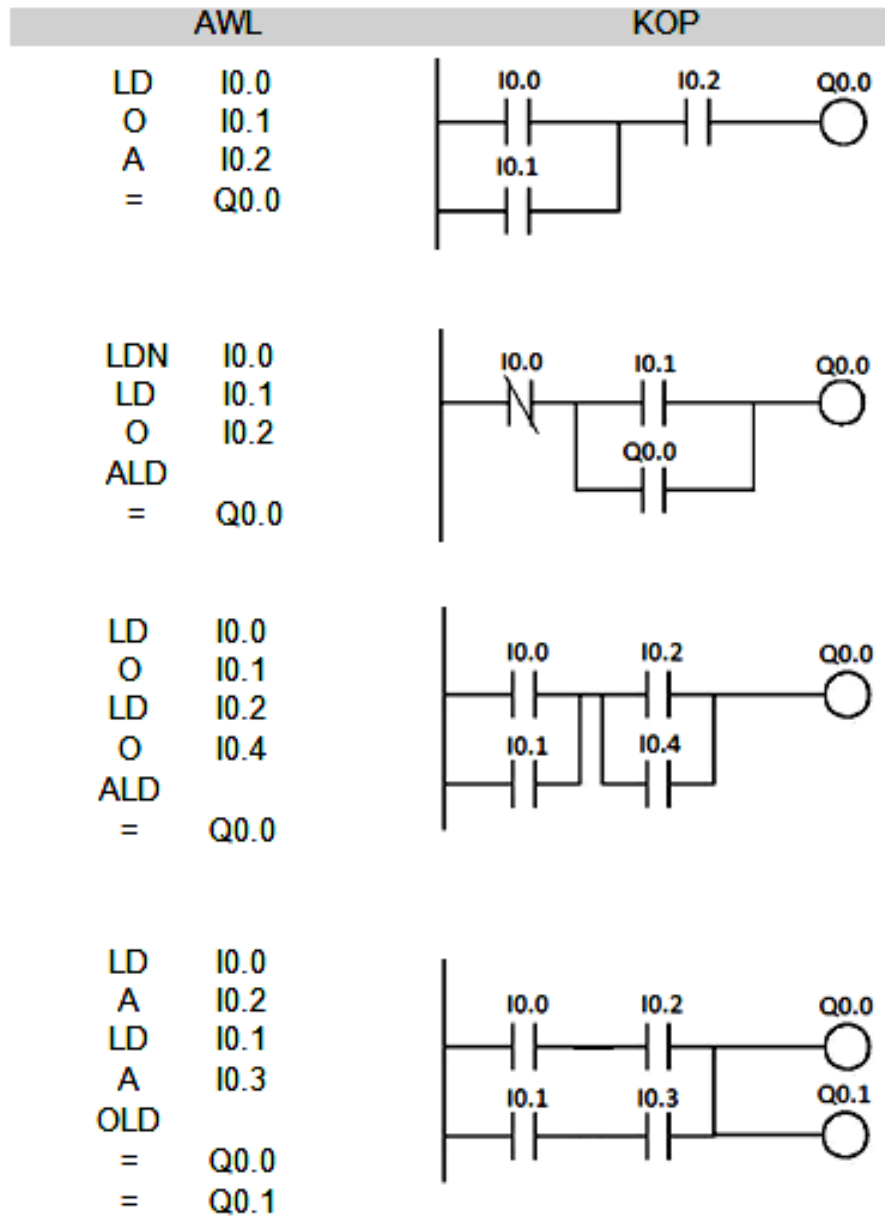 AWL KOP
LD I0.0
O I0.1
A I0.2
= Q0.0
I0.0 I0.2 Q0.0
I0.1
LDN I0.0
LD I0.1
O I0.2
ALD
= Q0.0
I0.0 I0.1 Q0.0
Q0.0
LD I0.0
O I0.1
LD I0.2
O I0.4
ALD
= Q0.0
I0.0 I0.2 Q0.0
I0.1 I0.4
LD I0.0
A I0.2
LD I0.1
A I0.3
OLD
= Q0.0
= Q0.1
I0.0 I0.2 Q0.0
I0.1 I0.3 Q0.1